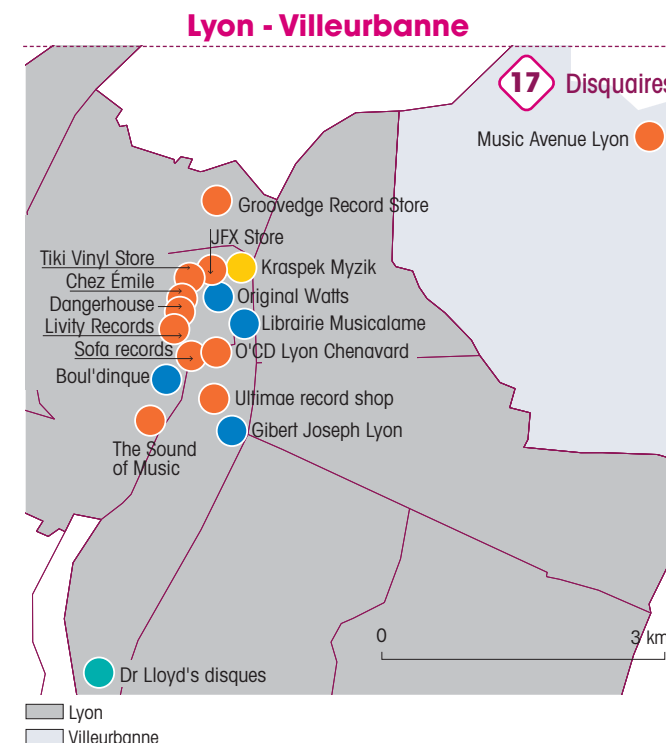 Lyon - Villeurbanne
17 Disquaires
Music Avenue Lyon
Groovedge Record Store
UFX Store
Tiki Vinyl Store
Kraspek Myzik
Chez Émile
Original Watts
Dangerhouse
Livity Records
Librairie Musicalame
Sofa records
O'CD Lyon Chenavard
Boul'dinque
Ultimae record shop
The Sound
of Music
Gibert Joseph Lyon
0
3 km
Dr Lloyd's disques
Lyon
Villeurbanne